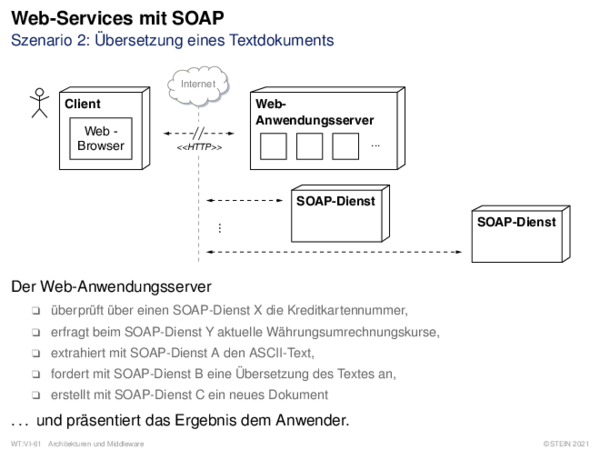 Web-Services mit SOAP
Szenario 2: Übersetzung eines Textdokuments
Internet
Client
Web -
Browser
<<HTTP>>
Web-
Anwendungsserver
...
SOAP-Dienst
...
SOAP-Dienst
Der Web-Anwendungsserver
❑ überprüft über einen SOAP-Dienst X die Kreditkartennummer,
❑ erfragt beim SOAP-Dienst Y aktuelle Währungsumrechnungskurse,
❑ extrahiert mit SOAP-Dienst A den ASCII-Text,
❑ fordert mit SOAP-Dienst B eine Übersetzung des Textes an,
❑ erstellt mit SOAP-Dienst C ein neues Dokument
. . . und präsentiert das Ergebnis dem Anwender.
WT:VI-61 Architekturen und Middleware
©STEIN 2021